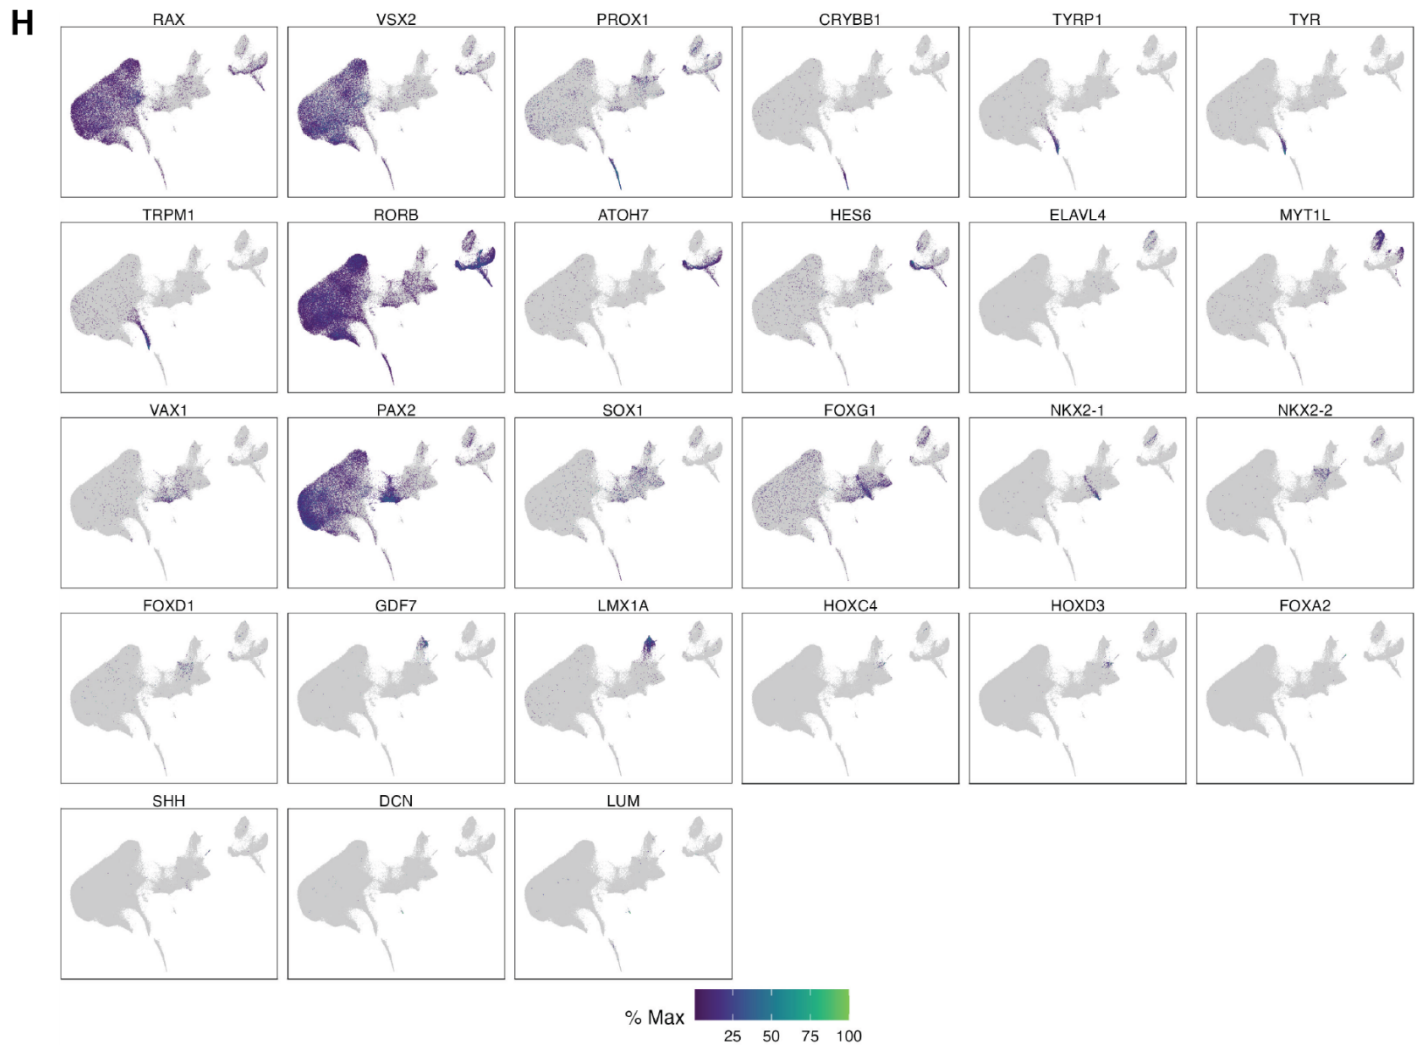 H
RAX VSX2 PROX1 CRYBB1 TYRP1 TYR
TRPM1 RORB ATOH7 HES6 ELAVL4 MYT1L
VAX1 PAX2 SOX1 FOXG1 NKX2-1 NKX2-2
FOXD1 GDF7 LMX1A HOXC4 HOXD3 FOXA2
SHH DCN LUM
% Max
25 50 75 100